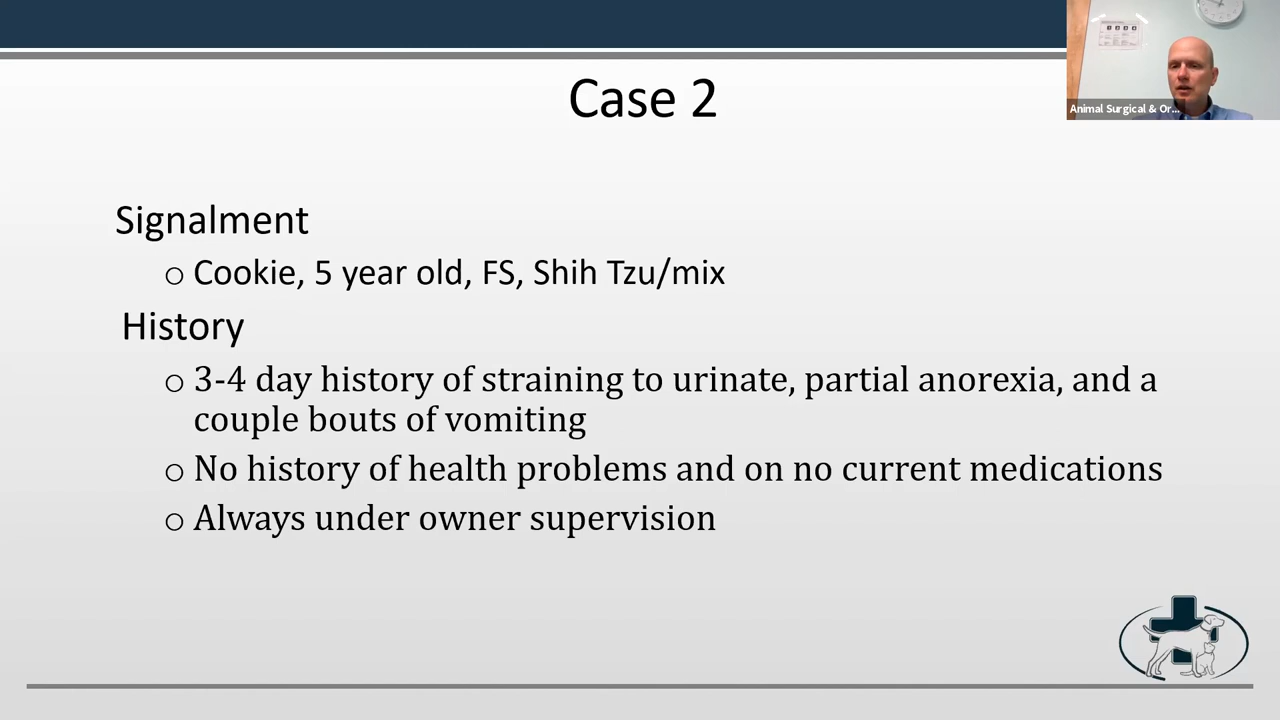 Case 2
Animal Surgical & Or...
Signalment
○ Cookie, 5 year old, FS, Shih Tzu/mix
History
○ 3-4 day history of straining to urinate, partial anorexia, and a
couple bouts of vomiting
○ No history of health problems and on no current medications
○ Always under owner supervision